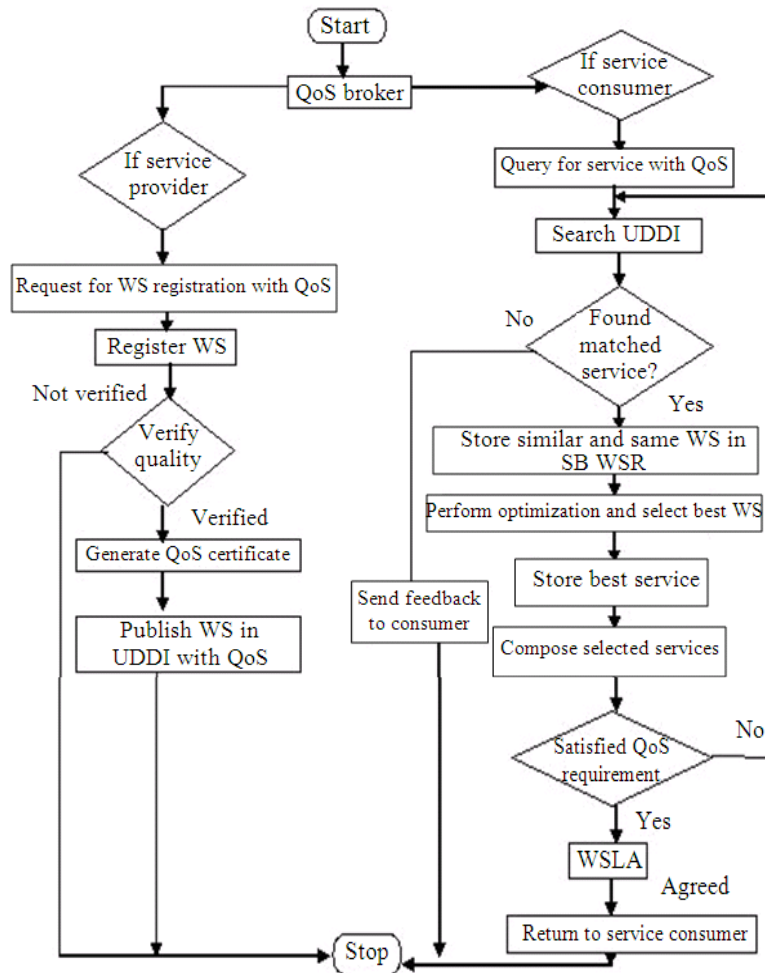 Start
QoS broker
If service
consumer
If service
provider
Query for service with QoS
Search UDDI
Request for WS registration with QoS
Register WS
No
Found
matched
service?
Not verified
Yes
Verify
quality
Store similar and same WS in
SB WSR
Verified
Perform optimization and select best WS
Generate QoS certificate
Store best service
Send feedback
to consumer
Publish WS in
UDDI with QoS
Compose selected services
Satisfied QoS
requirement
No
Yes
WSLA
Agreed
Return to service consumer
Stop